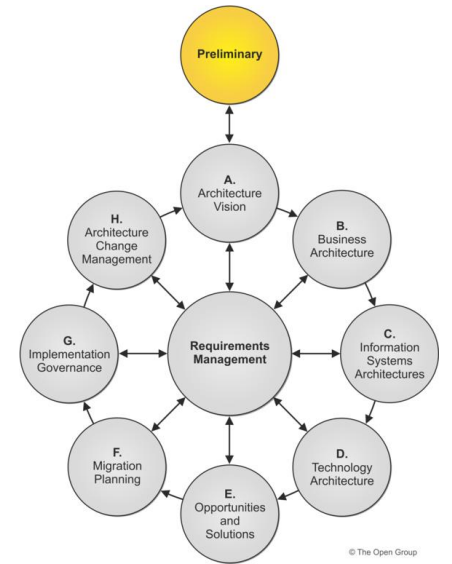 Preliminary
A.
Architecture
Vision
B.
Business
Architecture
C.
Information
Systems
Architectures
D.
Technology
Architecture
E.
Opportunities
and
Solutions
F.
Migration
Planning
G.
Implementation
Governance
H.
Architecture
Change
Management
Requirements
Management
© The Open Group